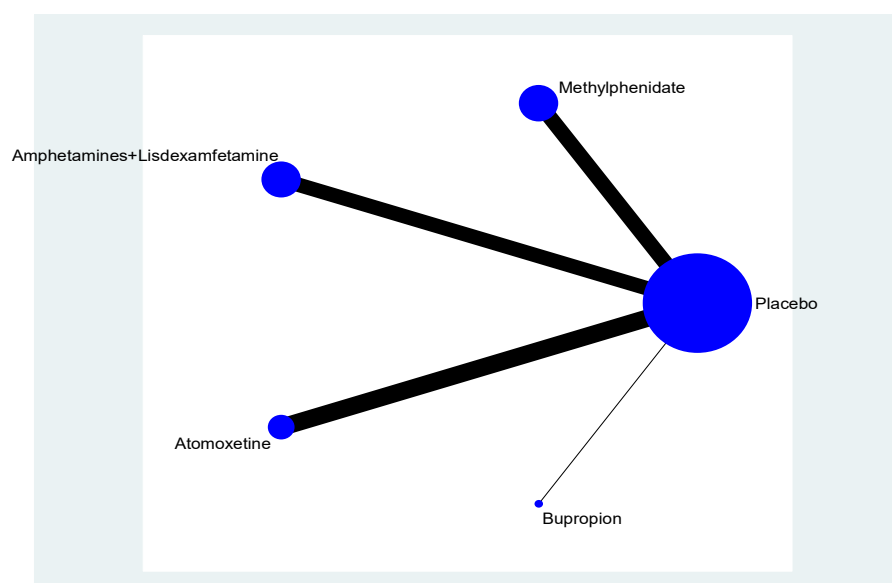 Methylphenidate
Amphetamines+Lisdexamfetamine
Placebo
Atomoxetine
Bupropion